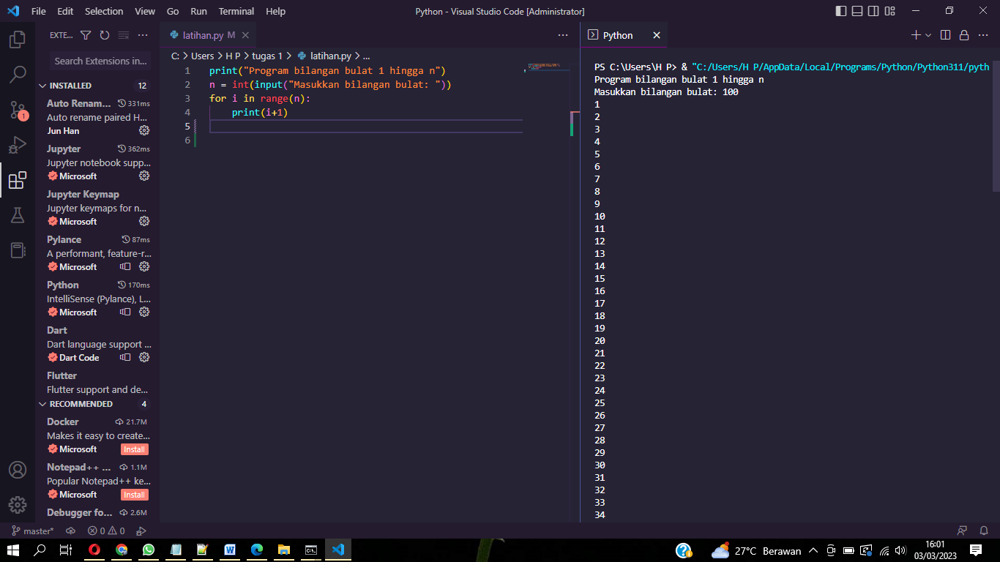 File Edit Selection View Go Run Terminal Help
Python - Visual Studio Code [Administrator]
EXTE...
Search Extensions in...
INSTALLED 12
Auto Renam... 331ms
Auto rename paired H...
Jun Han
Jupyter 362ms
Jupyter notebook supp...
Microsoft
Jupyter Keymap
Jupyter keymaps for n...
Microsoft
Pylance 87ms
A performant, feature-r...
Microsoft
Python 170ms
IntelliSense (Pylance), L...
Microsoft
Dart
Dart language support ...
Dart Code
Flutter
Flutter support and de...
RECOMMENDED 4
Docker 21.7M
Makes it easy to create...
Microsoft Install
Notepad++ ... 1.1M
Popular Notepad++ ke...
Microsoft Install
Debugger fo... 2.6M
1
latihan.py M
C: > Users > H P > tugas 1 > latihan.py > ...
1 print("Program bilangan bulat 1 hingga n")
2 n = int(input("Masukkan bilangan bulat: "))
3 for i in range(n):
4 print(i+1)
5
6
Python
PS C:\Users\H P> & "C:/Users/H P/AppData/Local/Programs/Python/Python311/pyth
Program bilangan bulat 1 hingga n
Masukkan bilangan bulat: 100
1
2
3
4
5
6
7
8
9
10
11
12
13
14
15
16
17
18
19
20
21
22
23
24
25
26
27
28
29
30
31
32
33
34
master* 0 0
27°C Berawan
16:01
03/03/2023